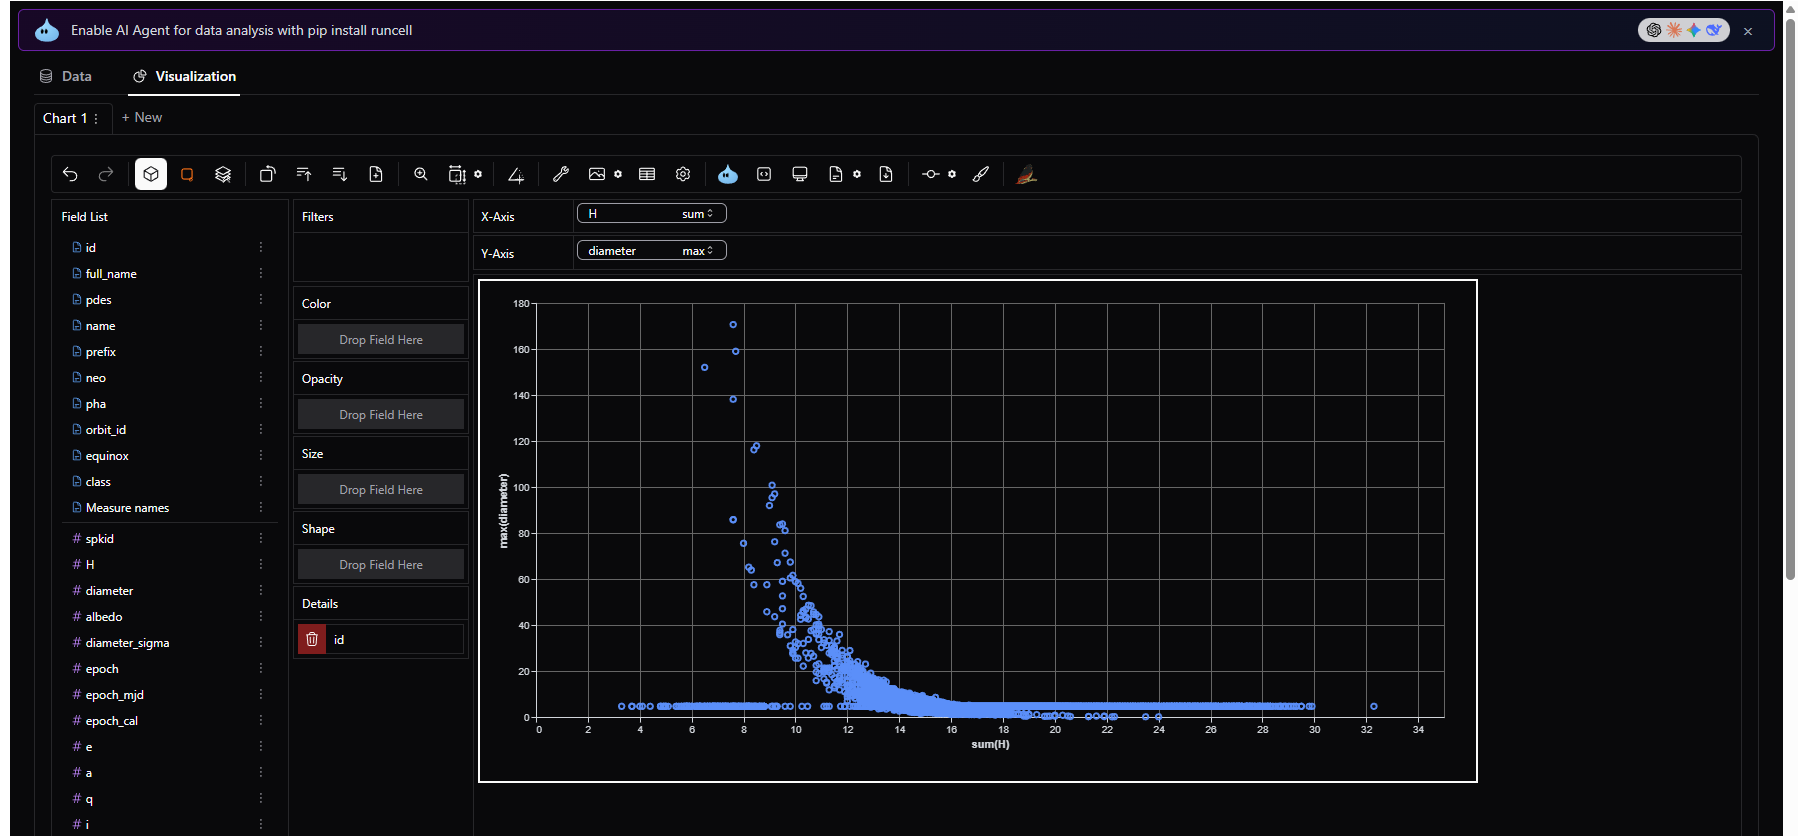 Enable AI Agent for data analysis with pip install runcell
Data
Visualization
Chart 1
+ New
Field List
id
full_name
pdes
name
prefix
neo
pha
orbit_id
equinox
class
Measure names
# spkid
# H
# diameter
# albedo
# diameter_sigma
# epoch
# epoch_mjd
# epoch_cal
# e
# a
# q
# i
Filters
Color
Drop Field Here
Opacity
Drop Field Here
Size
Drop Field Here
Shape
Drop Field Here
Details
id
X-Axis
H sum
Y-Axis
diameter max
max(diameter)
180
160
140
120
100
80
60
40
20
0
0 2 4 6 8 10 12 14 16 18 20 22 24 26 28 30 32 34
sum(H)